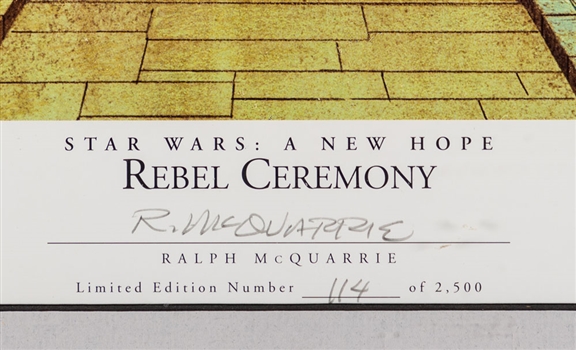 STAR WARS: A NEW HOPE
REBEL CEREMONY
R. McQUARRIE
RALPH McQUARRIE
Limited Edition Number 114 of 2,500